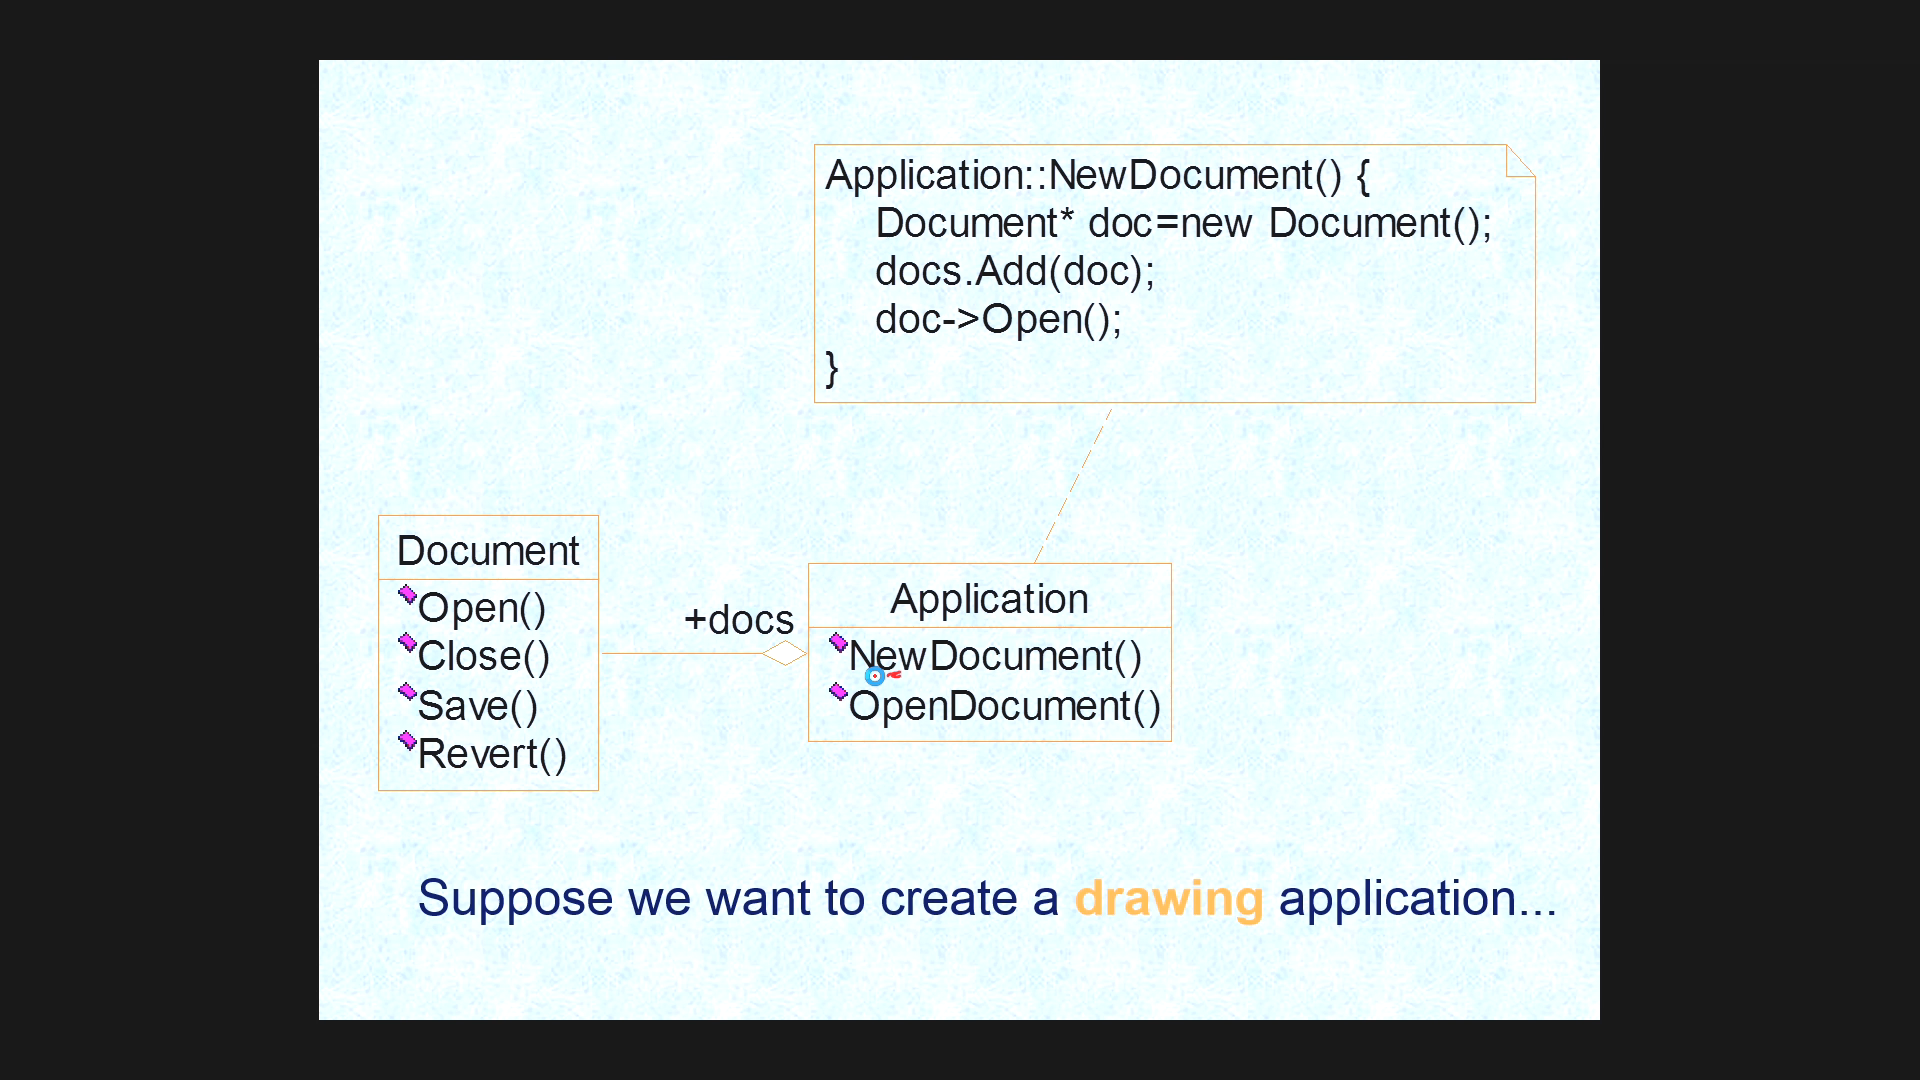 Application::NewDocument() {
Document* doc=new Document();
docs.Add(doc);
doc->Open();
}
Document
Open()
Close()
Save()
Revert()
+docs
Application
NewDocument()
OpenDocument()
Suppose we want to create a drawing application...